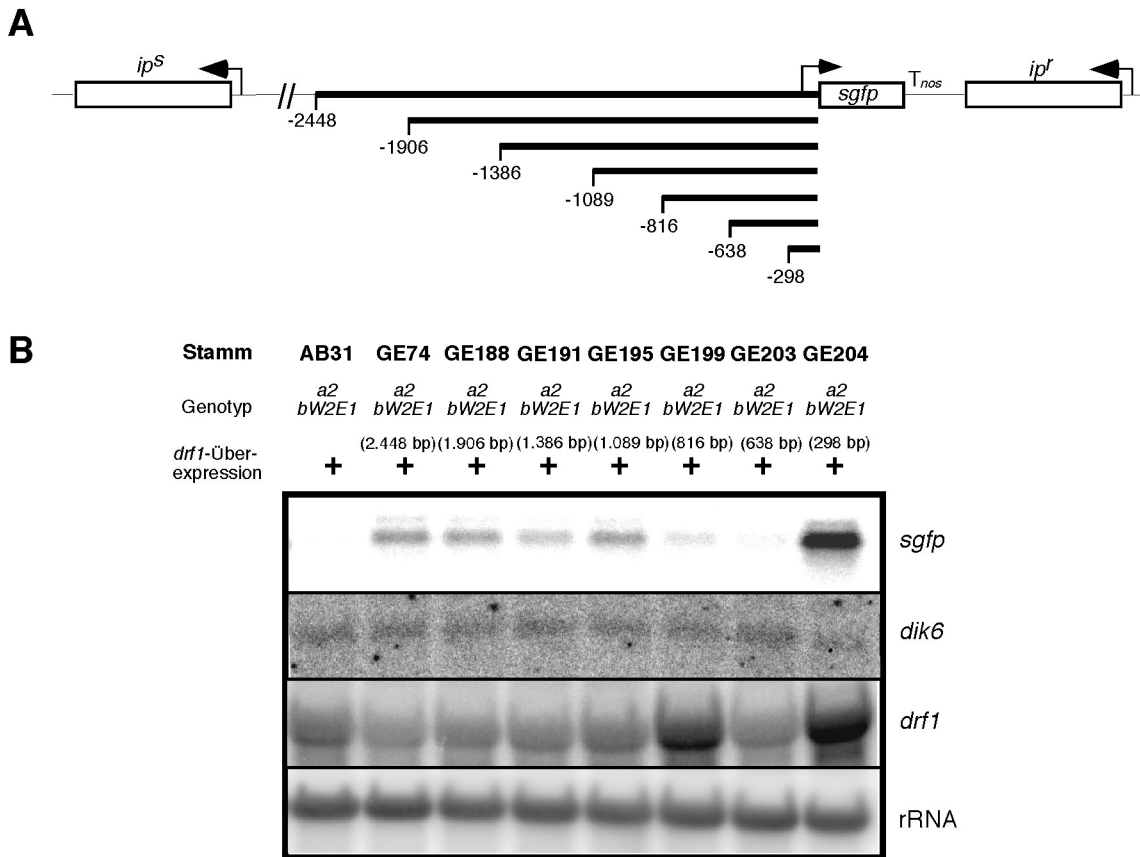 A
ipS
sgfp
Tnos
ipr
-2448
-1906
-1386
-1089
-816
-638
-298
B
Stamm AB31 GE74 GE188 GE191 GE195 GE199 GE203 GE204
Genotyp a2 bW2E1 a2 bW2E1 a2 bW2E1 a2 bW2E1 a2 bW2E1 a2 bW2E1 a2 bW2E1 a2 bW2E1
(2.448 bp) (1.906 bp) (1.386 bp) (1.089 bp) (816 bp) (638 bp) (298 bp)
drf1-Über-
expression + + + + + + + +
sgfp
dik6
drf1
rRNA